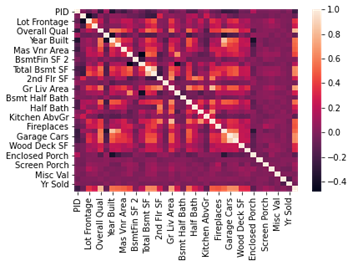 PID
Lot Frontage
Overall Qual
Year Built
Mas Vnr Area
BsmtFin SF 2
Total Bsmt SF
2nd Flr SF
Gr Liv Area
Bsmt Half Bath
Half Bath
Kitchen AbvGr
Fireplaces
Garage Cars
Wood Deck SF
Enclosed Porch
Screen Porch
Misc Val
Yr Sold
PID
Lot Frontage
Overall Qual
Year Built
Mas Vnr Area
BsmtFin SF 2
Total Bsmt SF
2nd Flr SF
Gr Liv Area
Bsmt Half Bath
Half Bath
Kitchen AbvGr
Fireplaces
Garage Cars
Wood Deck SF
Enclosed Porch
Screen Porch
Misc Val
Yr Sold
1.0
0.8
0.6
0.4
0.2
0.0
−0.2
−0.4